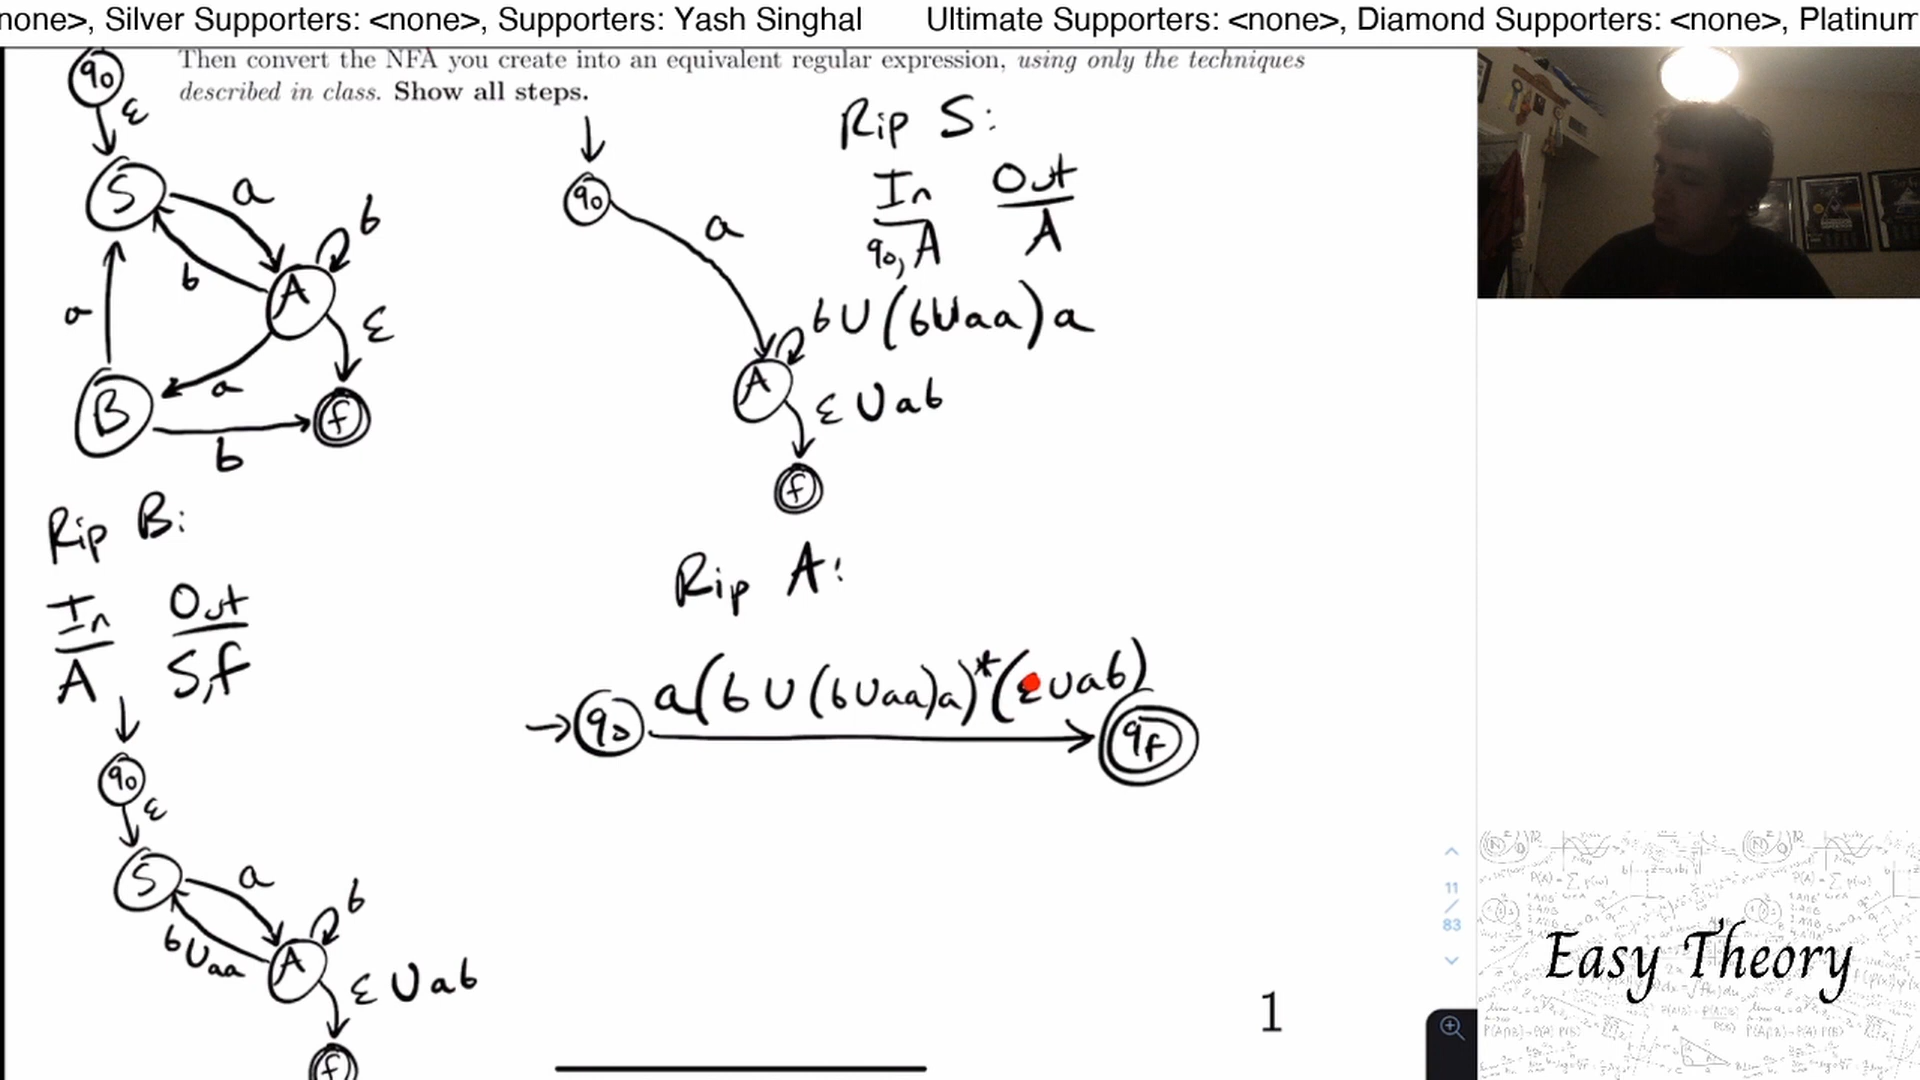 none>, Silver Supporters: <none>, Supporters: Yash Singhal Ultimate Supporters: <none>, Diamond Supporters: <none>, Platinum
Then convert the NFA you create into an equivalent regular expression, using only the techniques
described in class. Show all steps.
q0
ε
S
a
b
A
b
a
ε
a
B
b
f
Rip B:
In Out
A S,f
q0
ε
S
a
b
b∪aa
A
ε∪ab
f
q0
a
A
b∪(b∪aa)a
ε∪ab
f
Rip S:
In Out
q0, A A
Rip A:
a(b∪(b∪aa)a)*(ε∪ab)
q0
qf
1
11
/
83
Easy Theory